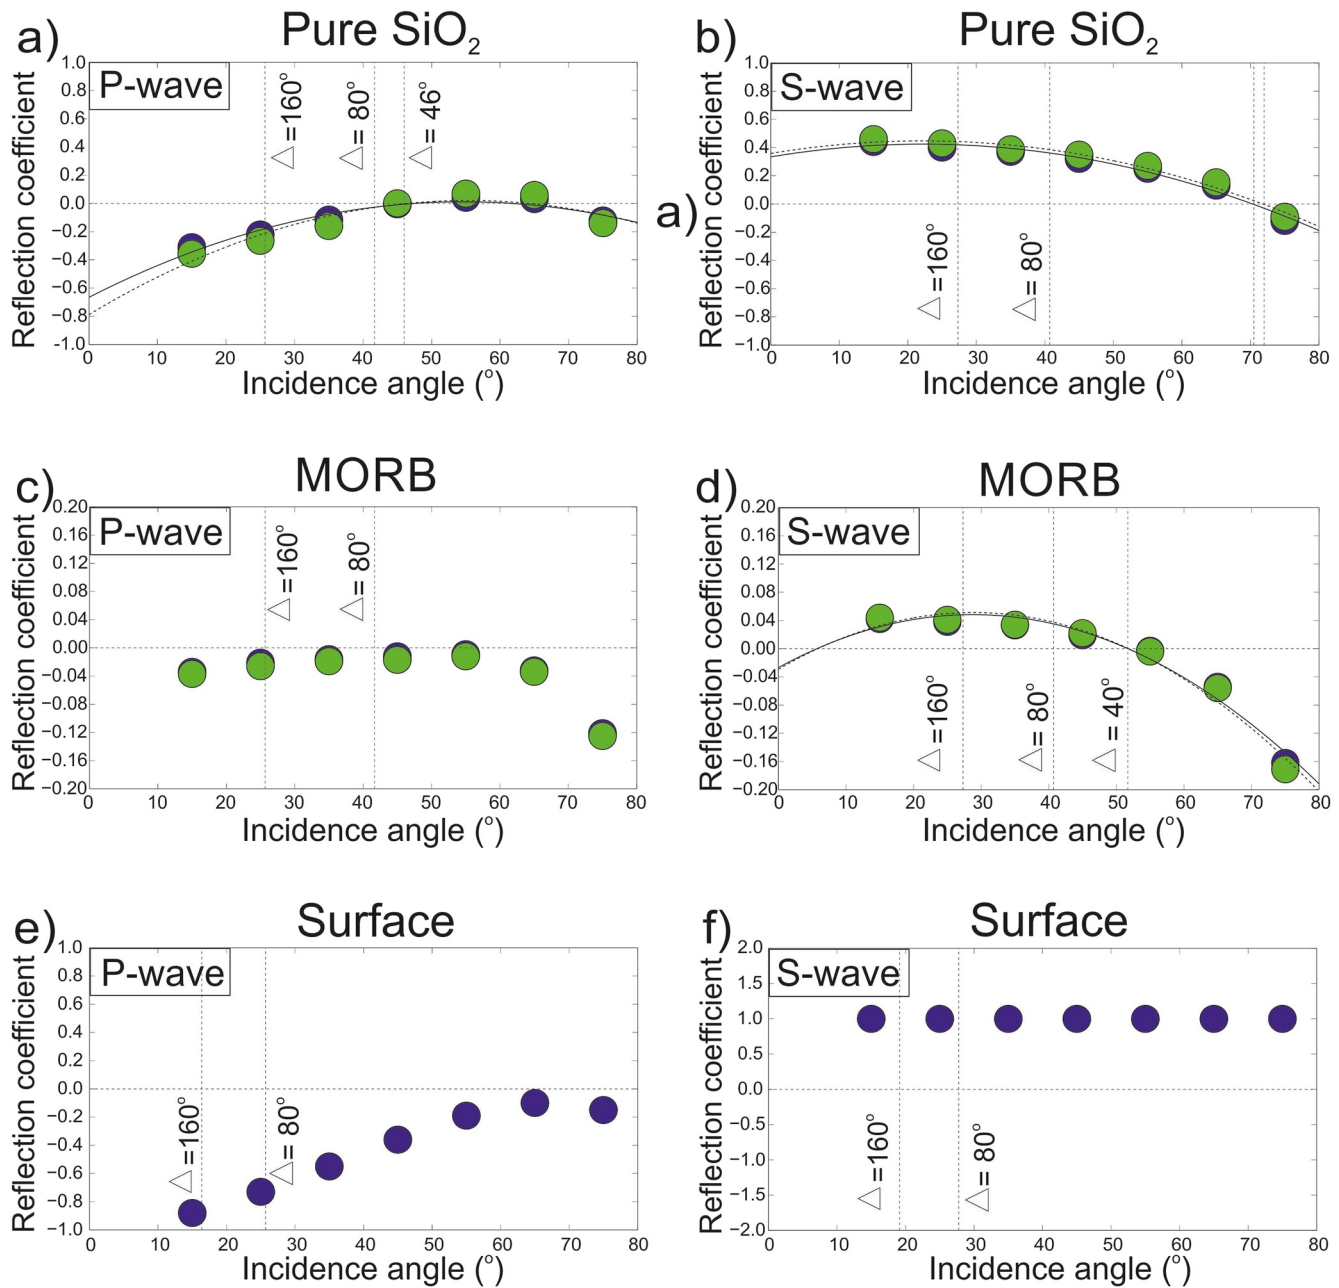 a) Pure SiO₂
P-wave
Reflection coefficient
1.0
0.8
0.6
0.4
0.2
0.0
−0.2
−0.4
−0.6
−0.8
−1.0
△=160°
△= 80°
△= 46°
0 10 20 30 40 50 60 70 80
Incidence angle (°)
b) Pure SiO₂
S-wave
a)
Reflection coefficient
1.0
0.8
0.6
0.4
0.2
0.0
−0.2
−0.4
−0.6
−0.8
−1.0
△=160°
△= 80°
0 10 20 30 40 50 60 70 80
Incidence angle (°)
c) MORB
P-wave
Reflection coefficient
0.20
0.16
0.12
0.08
0.04
0.00
−0.04
−0.08
−0.12
−0.16
−0.20
△=160°
△= 80°
0 10 20 30 40 50 60 70 80
Incidence angle (°)
d) MORB
S-wave
Reflection coefficient
0.20
0.16
0.12
0.08
0.04
0.00
−0.04
−0.08
−0.12
−0.16
−0.20
△=160°
△= 80°
△= 40°
0 10 20 30 40 50 60 70 80
Incidence angle (°)
e) Surface
P-wave
Reflection coefficient
1.0
0.8
0.6
0.4
0.2
0.0
−0.2
−0.4
−0.6
−0.8
−1.0
△=160°
△= 80°
0 10 20 30 40 50 60 70 80
Incidence angle (°)
f) Surface
S-wave
Reflection coefficient
2.0
1.5
1.0
0.5
0.0
−0.5
−1.0
−1.5
−2.0
△=160°
△= 80°
0 10 20 30 40 50 60 70 80
Incidence angle (°)